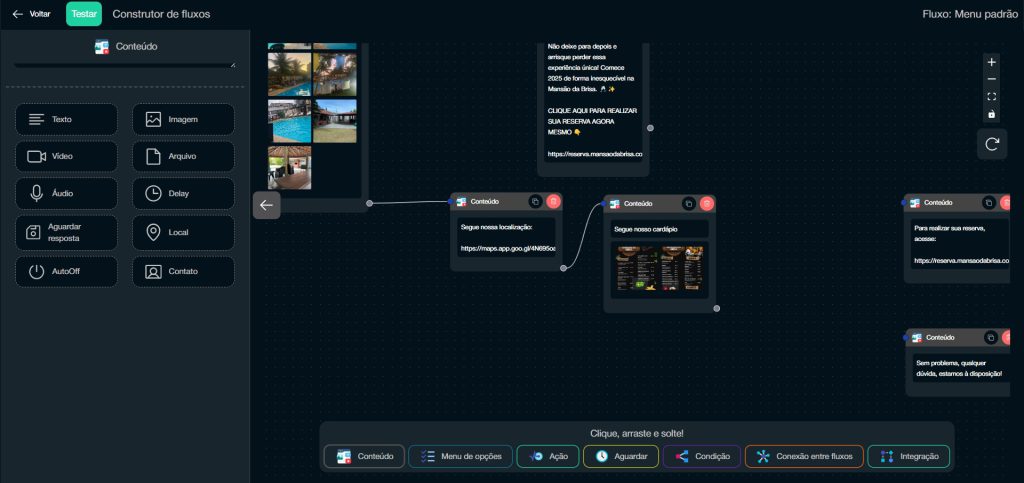 Voltar
Testar
Construtor de fluxos
Fluxo: Menu padrão
Conteúdo
Texto
Imagem
Vídeo
Arquivo
Áudio
Delay
Aguardar
resposta
Local
AutoOff
Contato
Não deixe para depois e
arrisque perder essa
experiência única! Comece
2025 de forma inesquecível na
Mansão da Brisa. 🥂 ✨
CLIQUE AQUI PARA REALIZAR
SUA RESERVA AGORA
MESMO 👇
https://reserva.mansaodabrisa.co
Conteúdo
Segue nossa localização:
https://maps.app.goo.gl/4N695os
Conteúdo
Segue nosso cardápio
Conteúdo
Para realizar sua reserva,
acesse:
https://reserva.mansaodabrisa.co
Conteúdo
Sem problema, qualquer
dúvida, estamos à disposição!
Clique, arraste e solte!
Conteúdo
Menu de opções
Ação
Aguardar
Condição
Conexão entre fluxos
Integração